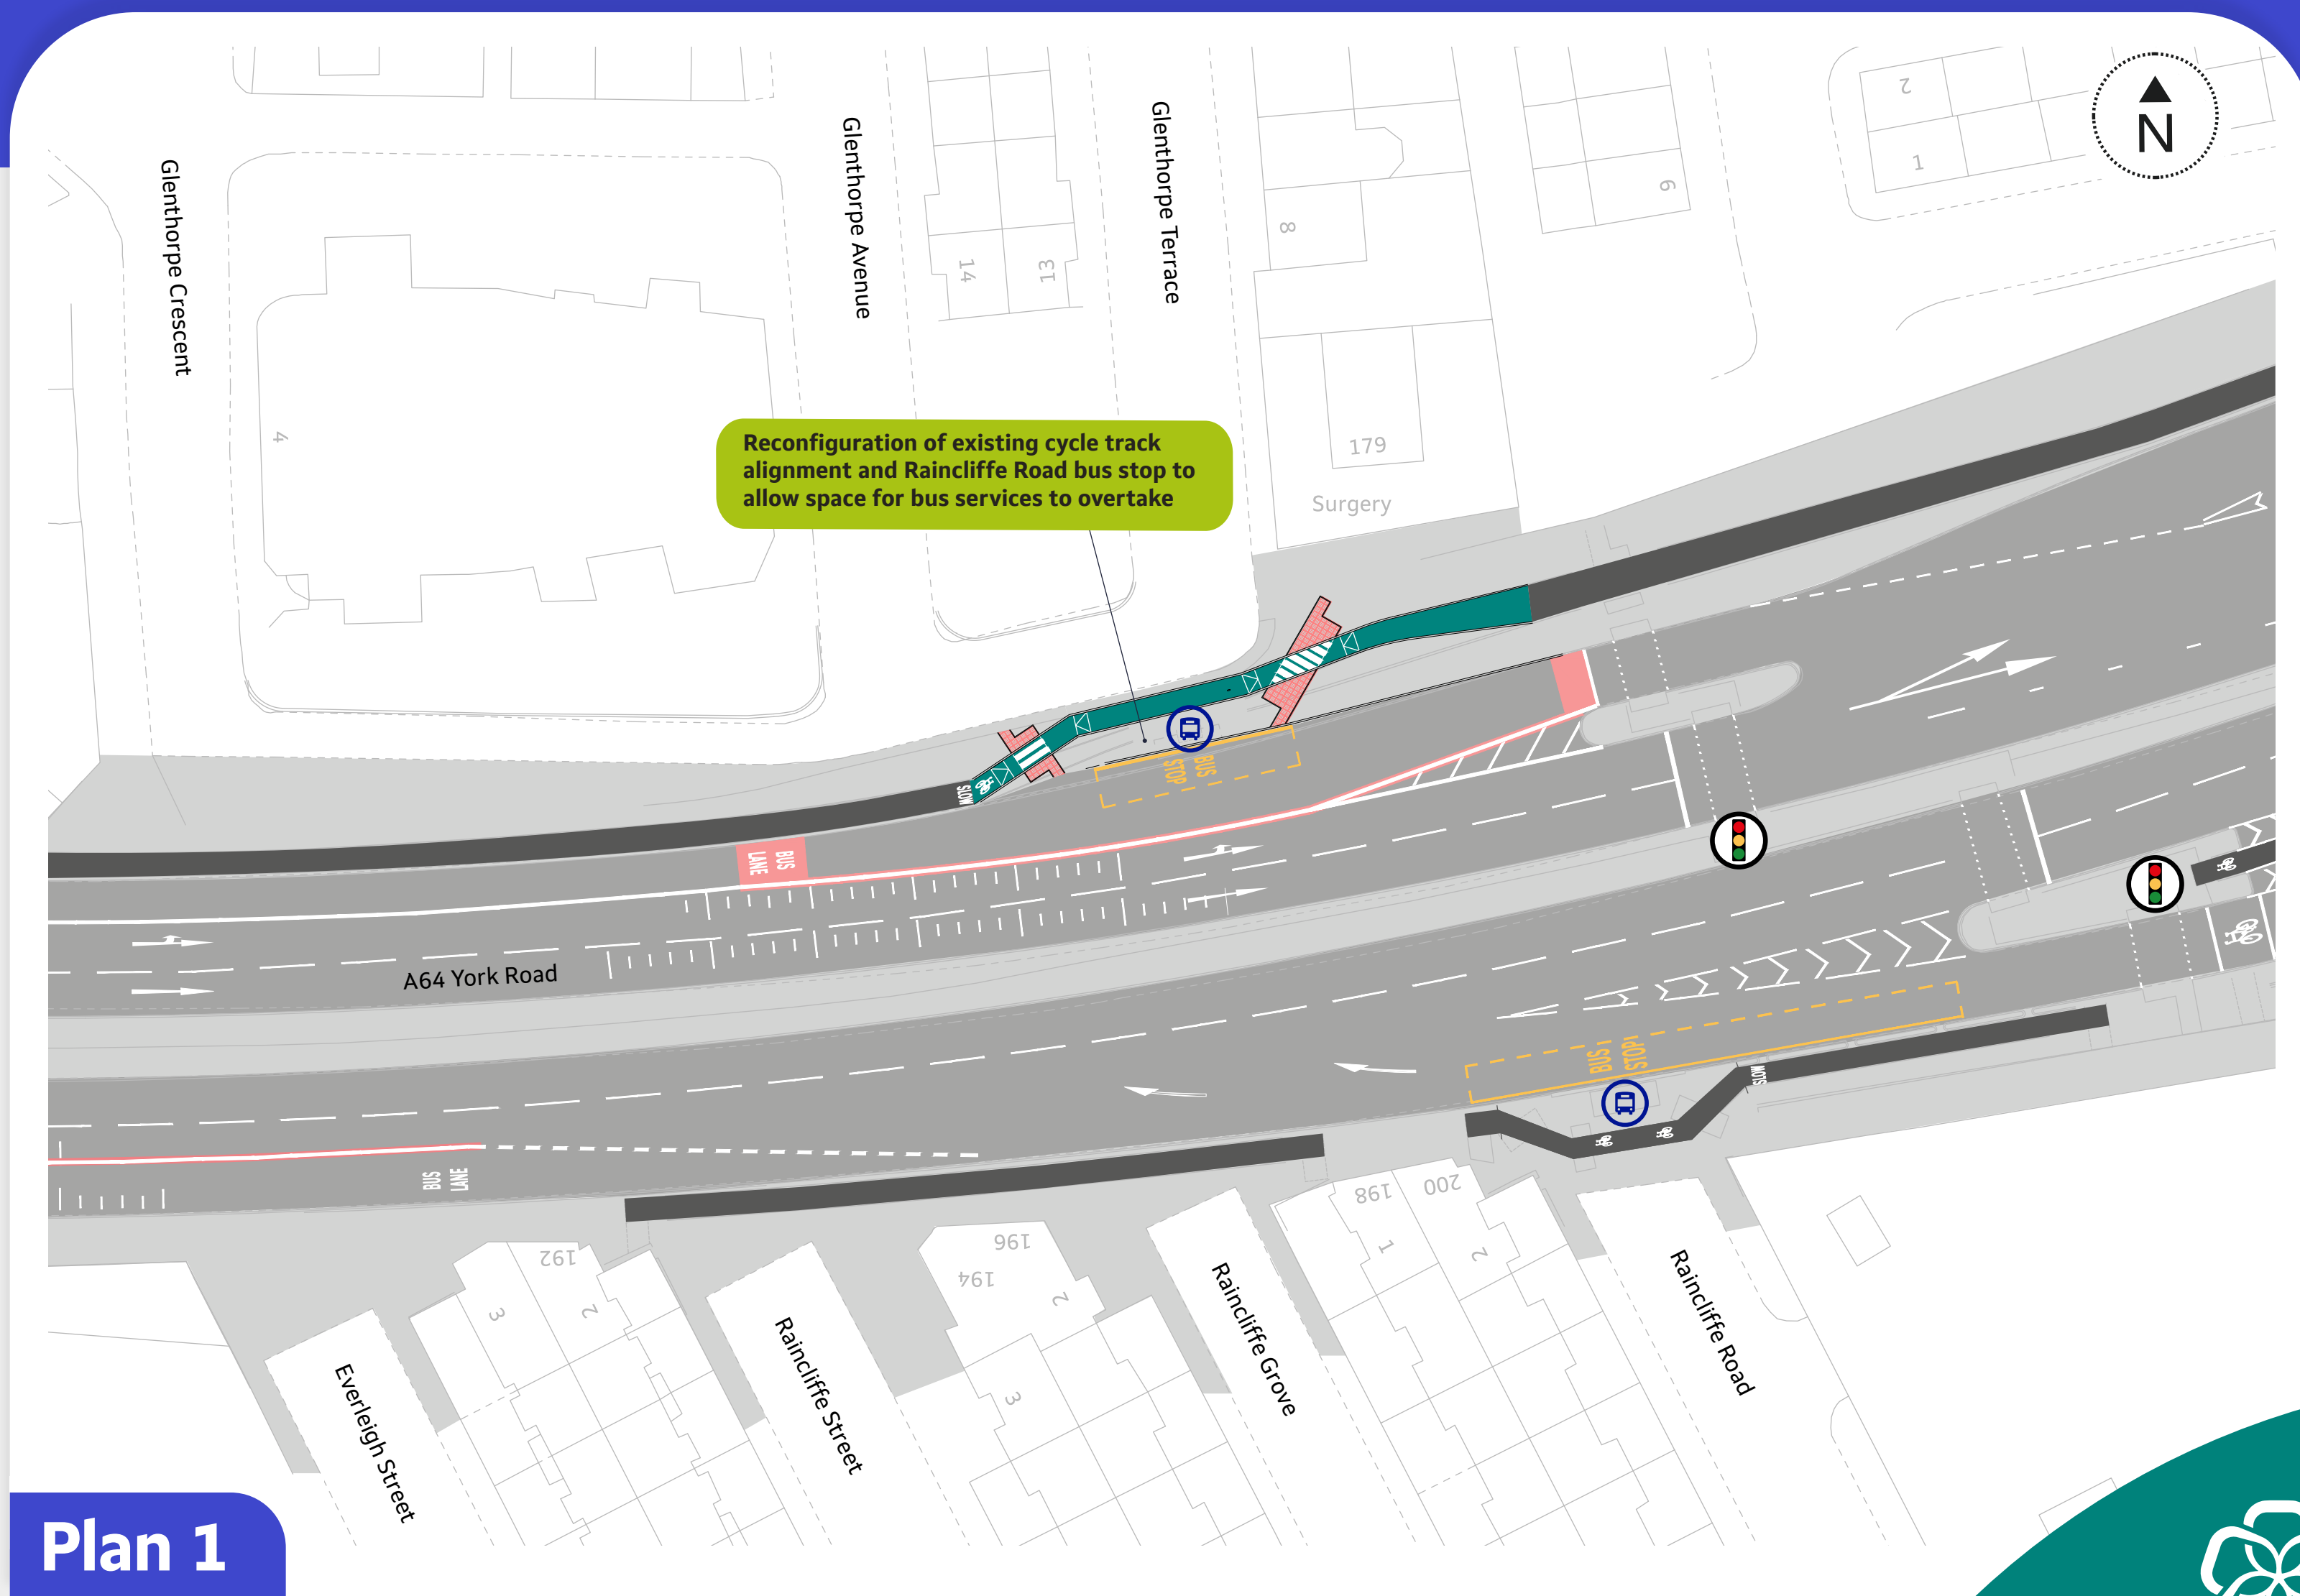 N
2
1
6
8
14
13
4
179
Surgery
Glenthorpe Crescent
Glenthorpe Avenue
Glenthorpe Terrace
Reconfiguration of existing cycle track
alignment and Raincliffe Road bus stop to
allow space for bus services to overtake
SLOW
BUS
STOP
BUS
LANE
A64 York Road
BUS
STOPS
SLOW
BUS
LANE
192
3
2
196
194
2
3
198
200
1
2
Everleigh Street
Raincliffe Street
Raincliffe Grove
Raincliffe Road
Plan 1